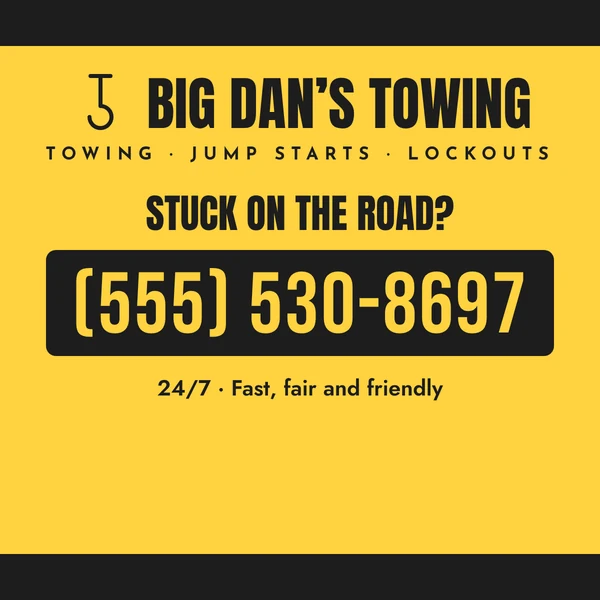 BIG DAN’S TOWING
TOWING · JUMP STARTS · LOCKOUTS
STUCK ON THE ROAD?
(555) 530-8697
24/7 · Fast, fair and friendly